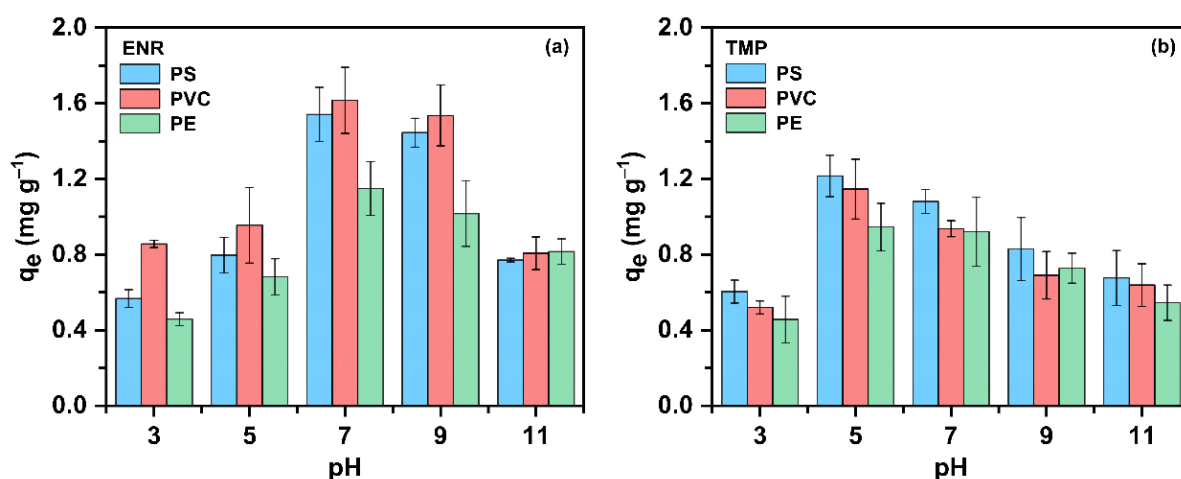 ENR
(a)
PS
PVC
PE
qe (mg g⁻¹)
2.0
1.6
1.2
0.8
0.4
0.0
3 5 7 9 11
pH
TMP
(b)
PS
PVC
PE
qe (mg g⁻¹)
2.0
1.6
1.2
0.8
0.4
0.0
3 5 7 9 11
pH